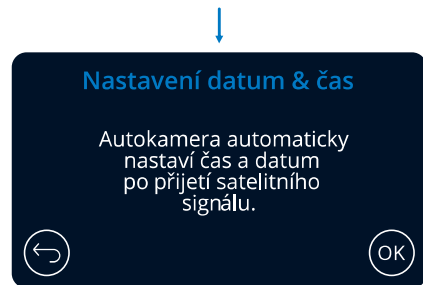 Nastavení datum & čas
Autokamera automaticky
nastaví čas a datum
po přijetí satelitního
signálu.
OK